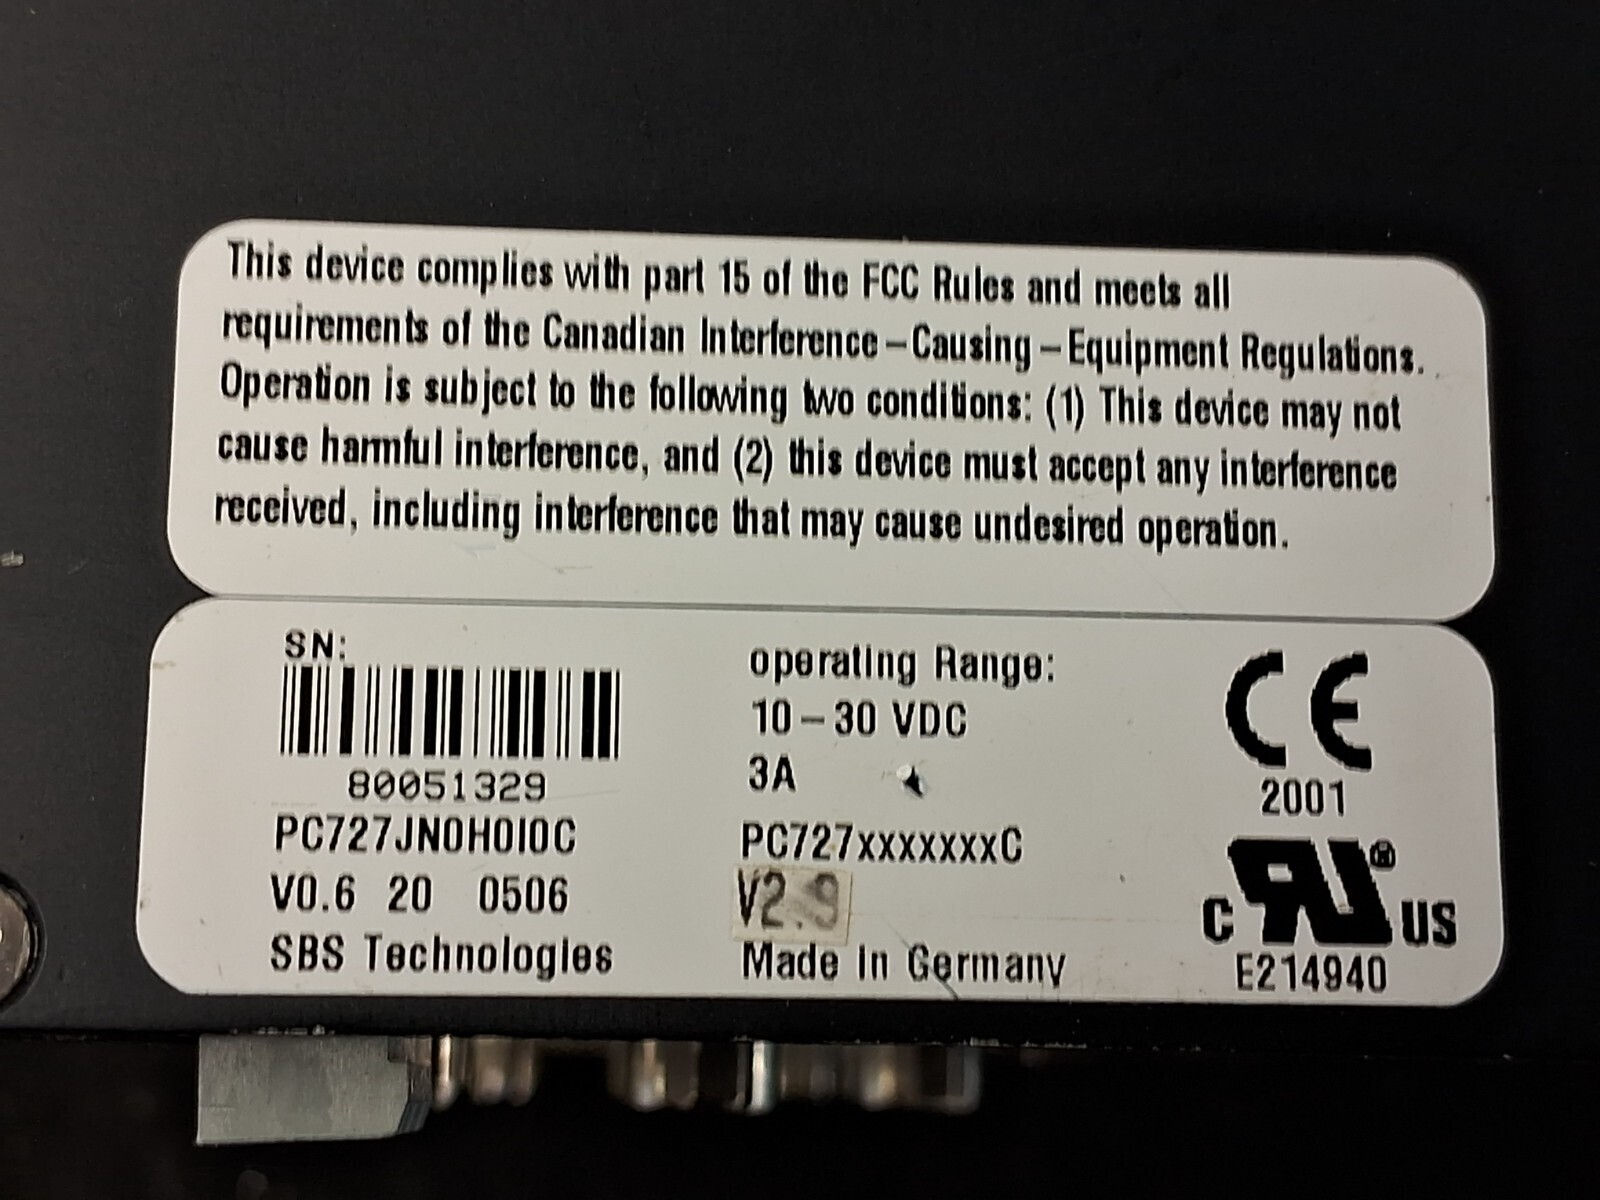 This device complies with part 15 of the FCC Rules and meets all
requirements of the Canadian Interference–Causing–Equipment Regulations.
Operation is subject to the following two conditions: (1) This device may not
cause harmful interference, and (2) this device must accept any interference
received, including interference that may cause undesired operation.
SN:
80051329
PC727JN0H0I0C
V0.6 20 0506
SBS Technologies
operating Range:
10–30 VDC
3A
PC727xxxxxxxC
V2.9
Made in Germany
CE
2001
C RU® US
E214940